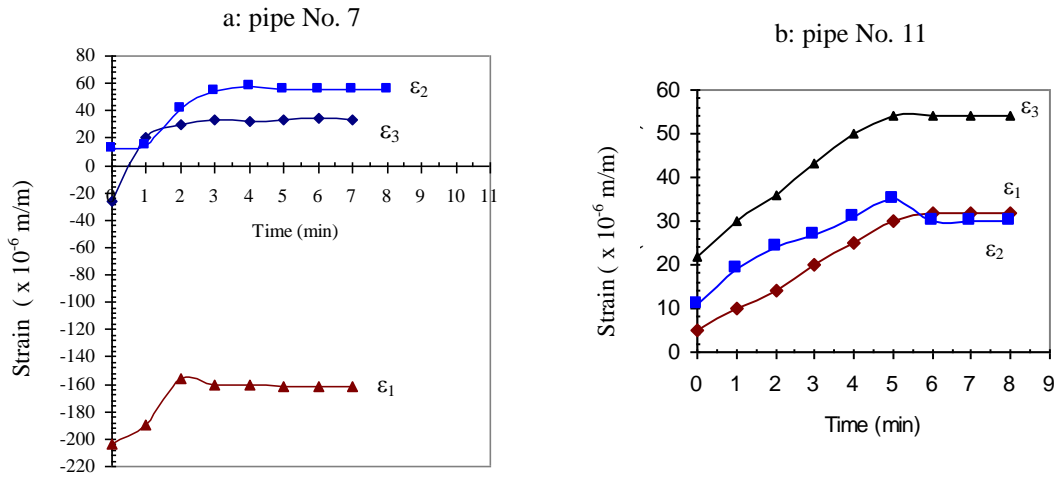 a: pipe No. 7
80
60
40
20
0
-20
-40
-60
-80
-100
-120
-140
-160
-180
-200
-220
1 2 3 4 5 6 7 8 9 10 11
Time (min)
Strain ( x 10⁻⁶ m/m)
ε₂
ε₃
ε₁
b: pipe No. 11
60
50
40
30
20
10
0
0 1 2 3 4 5 6 7 8 9
Time (min)
Strain ( x 10⁻⁶ m/m)
ε₃
ε₁
ε₂